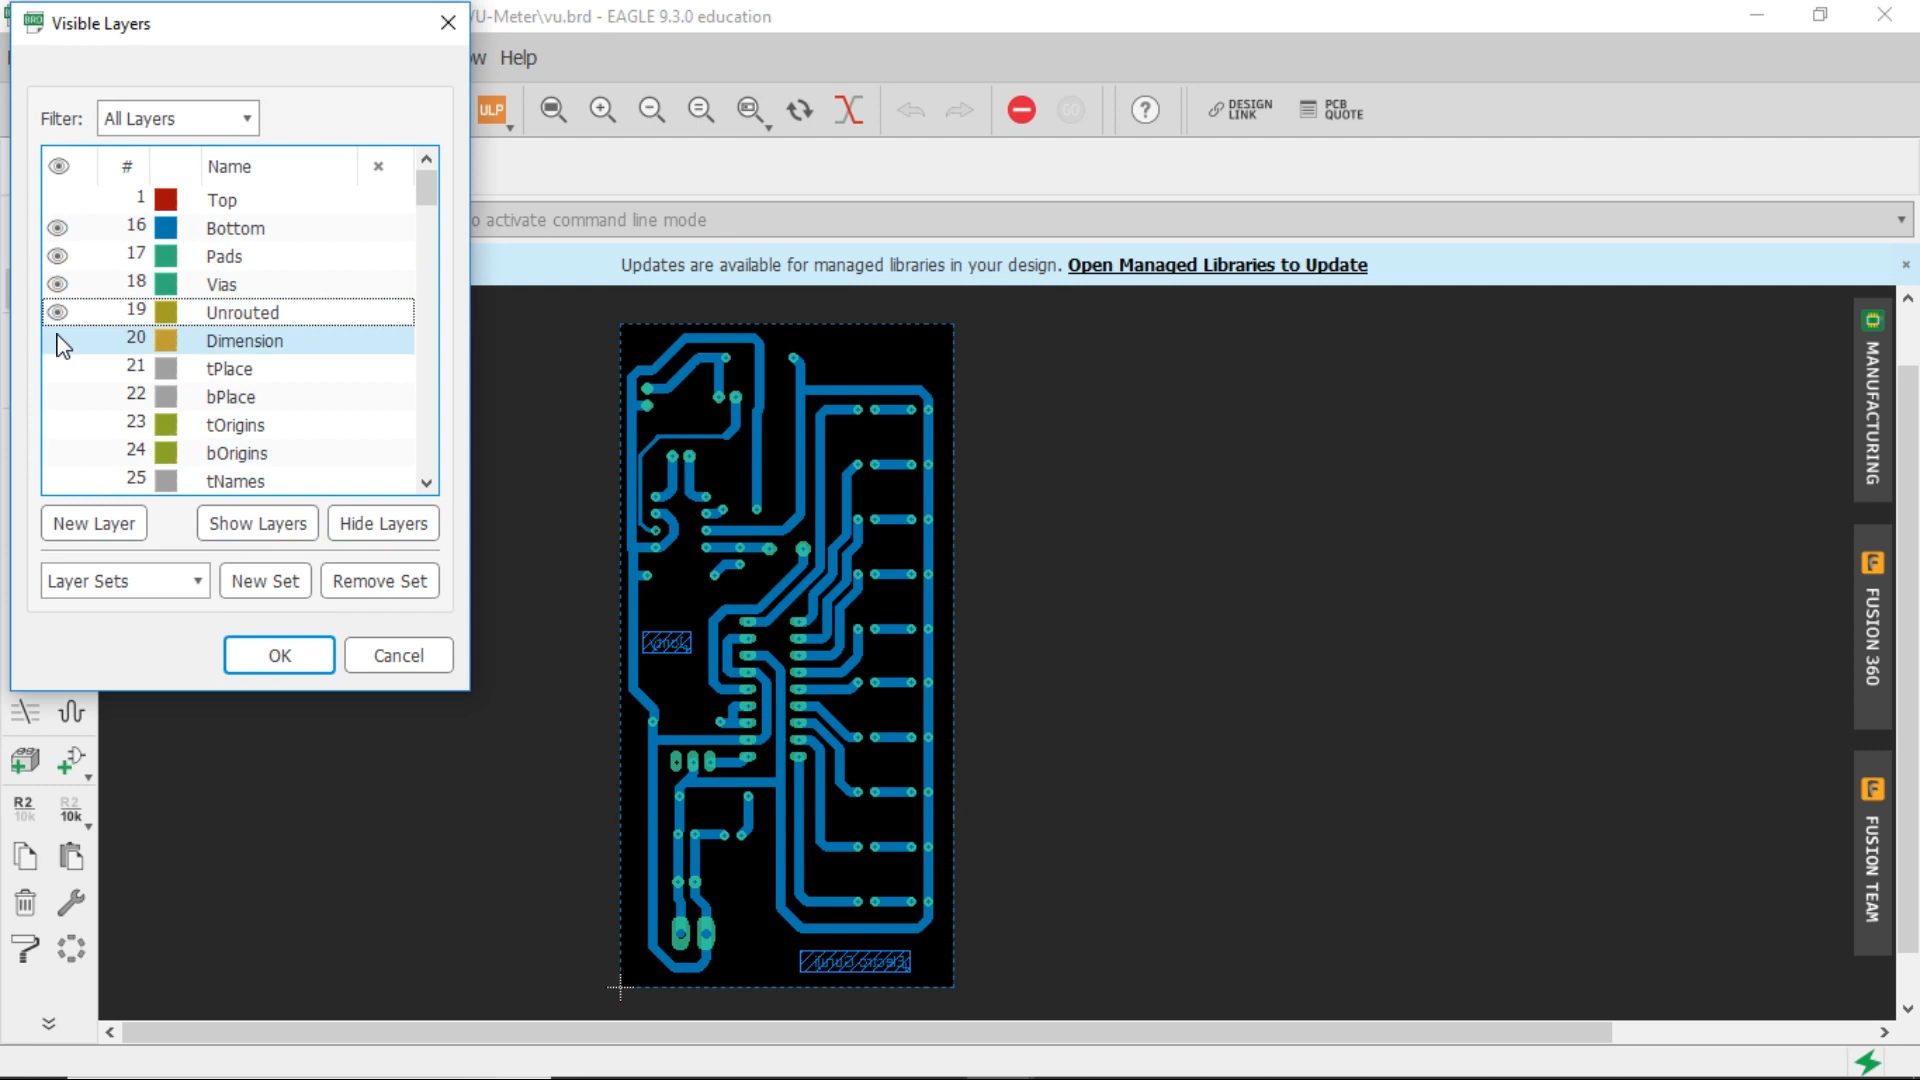 Visible Layers
/U-Meter\vu.brd - EAGLE 9.3.0 education
ow Help
Filter: All Layers
ULP
GO
?
DESIGN LINK
PCB QUOTE
# Name
1 Top
16 Bottom
17 Pads
18 Vias
19 Unrouted
20 Dimension
21 tPlace
22 bPlace
23 tOrigins
24 bOrigins
25 tNames
New Layer Show Layers Hide Layers
Layer Sets New Set Remove Set
OK Cancel
o activate command line mode
Updates are available for managed libraries in your design. Open Managed Libraries to Update
MANUFACTURING
FUSION 360
FUSION TEAM
R2 10k
R2 10k